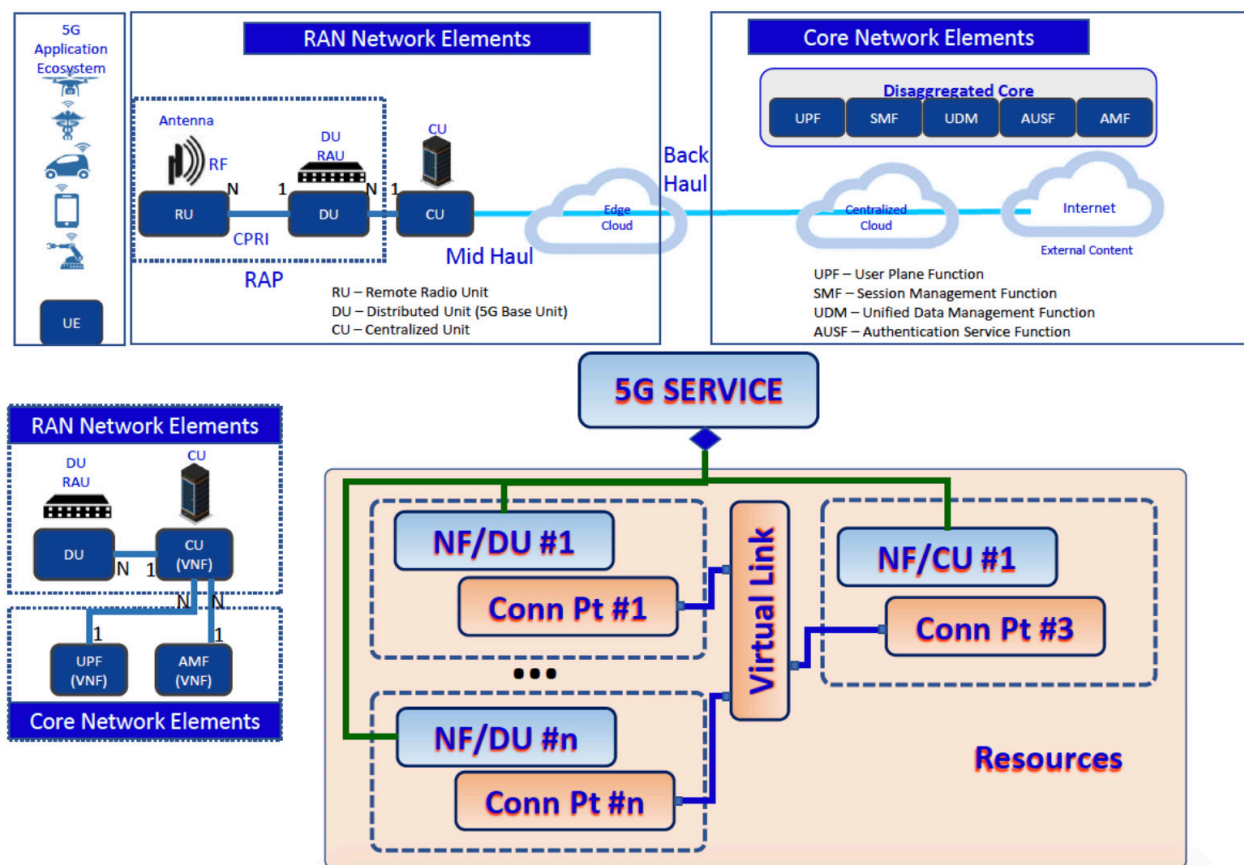 5G
Application
Ecosystem
UE
RAN Network Elements
Antenna
RF
DU
RAU
CU
N
1
N
1
RU
DU
CU
CPRI
RAP
Mid Haul
Edge
Cloud
RU – Remote Radio Unit
DU – Distributed Unit (5G Base Unit)
CU – Centralized Unit
Back
Haul
Core Network Elements
Disaggregated Core
UPF
SMF
UDM
AUSF
AMF
Centralized
Cloud
Internet
External Content
UPF – User Plane Function
SMF – Session Management Function
UDM – Unified Data Management Function
AUSF – Authentication Service Function
RAN Network Elements
DU
RAU
CU
DU
CU
(VNF)
N
1
N
N
1
1
UPF
(VNF)
AMF
(VNF)
Core Network Elements
5G SERVICE
NF/DU #1
Conn Pt #1
...
NF/DU #n
Conn Pt #n
Virtual Link
NF/CU #1
Conn Pt #3
Resources